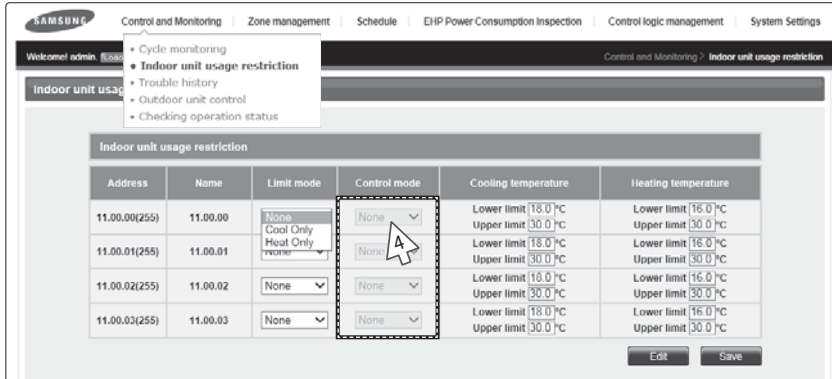 SAMSUNG Control and Monitoring Zone management Schedule EHP Power Consumption Inspection Control logic management System Settings
Welcome! admin. Control and Monitoring > Indoor unit usage restriction
• Cycle monitoring
• Indoor unit usage restriction
• Trouble history
• Outdoor unit control
• Checking operation status
Indoor unit usag
Indoor unit usage restriction
Address Name Limit mode Control mode Cooling temperature Heating temperature
11.00.00(255) 11.00.00 None None Lower limit 18.0 °C Lower limit 16.0 °C
Cool Only Upper limit 30.0 °C Upper limit 30.0 °C
Heat Only 4
11.00.01(255) 11.00.01 None None Lower limit 18.0 °C Lower limit 16.0 °C
Upper limit 30.0 °C Upper limit 30.0 °C
11.00.02(255) 11.00.02 None None Lower limit 18.0 °C Lower limit 16.0 °C
Upper limit 30.0 °C Upper limit 30.0 °C
11.00.03(255) 11.00.03 None None Lower limit 18.0 °C Lower limit 16.0 °C
Upper limit 30.0 °C Upper limit 30.0 °C
Edit Save